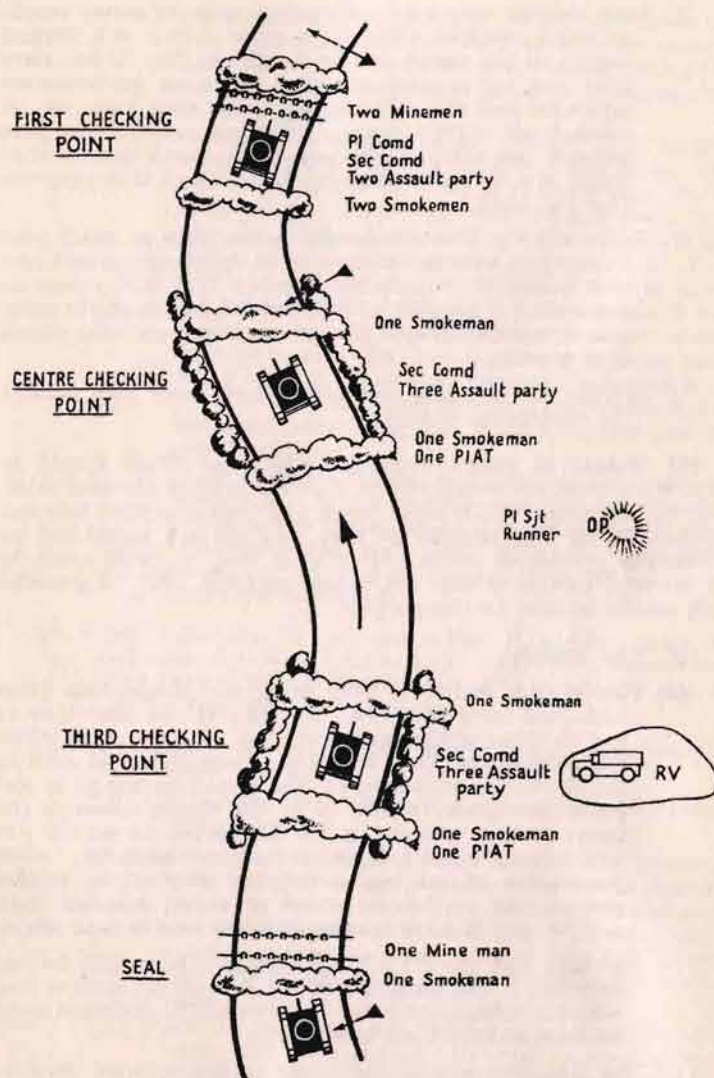 FIRST CHECKING
POINT
Two Minemen
Pl Comd
Sec Comd
Two Assault party
Two Smokemen
One Smokeman
CENTRE CHECKING
POINT
Sec Comd
Three Assault party
One Smokeman
One PIAT
Pl Sjt
Runner
OP
One Smokeman
THIRD CHECKING
POINT
Sec Comd
Three Assault
party
RV
One Smokeman
One PIAT
SEAL
One Mine man
One Smokeman